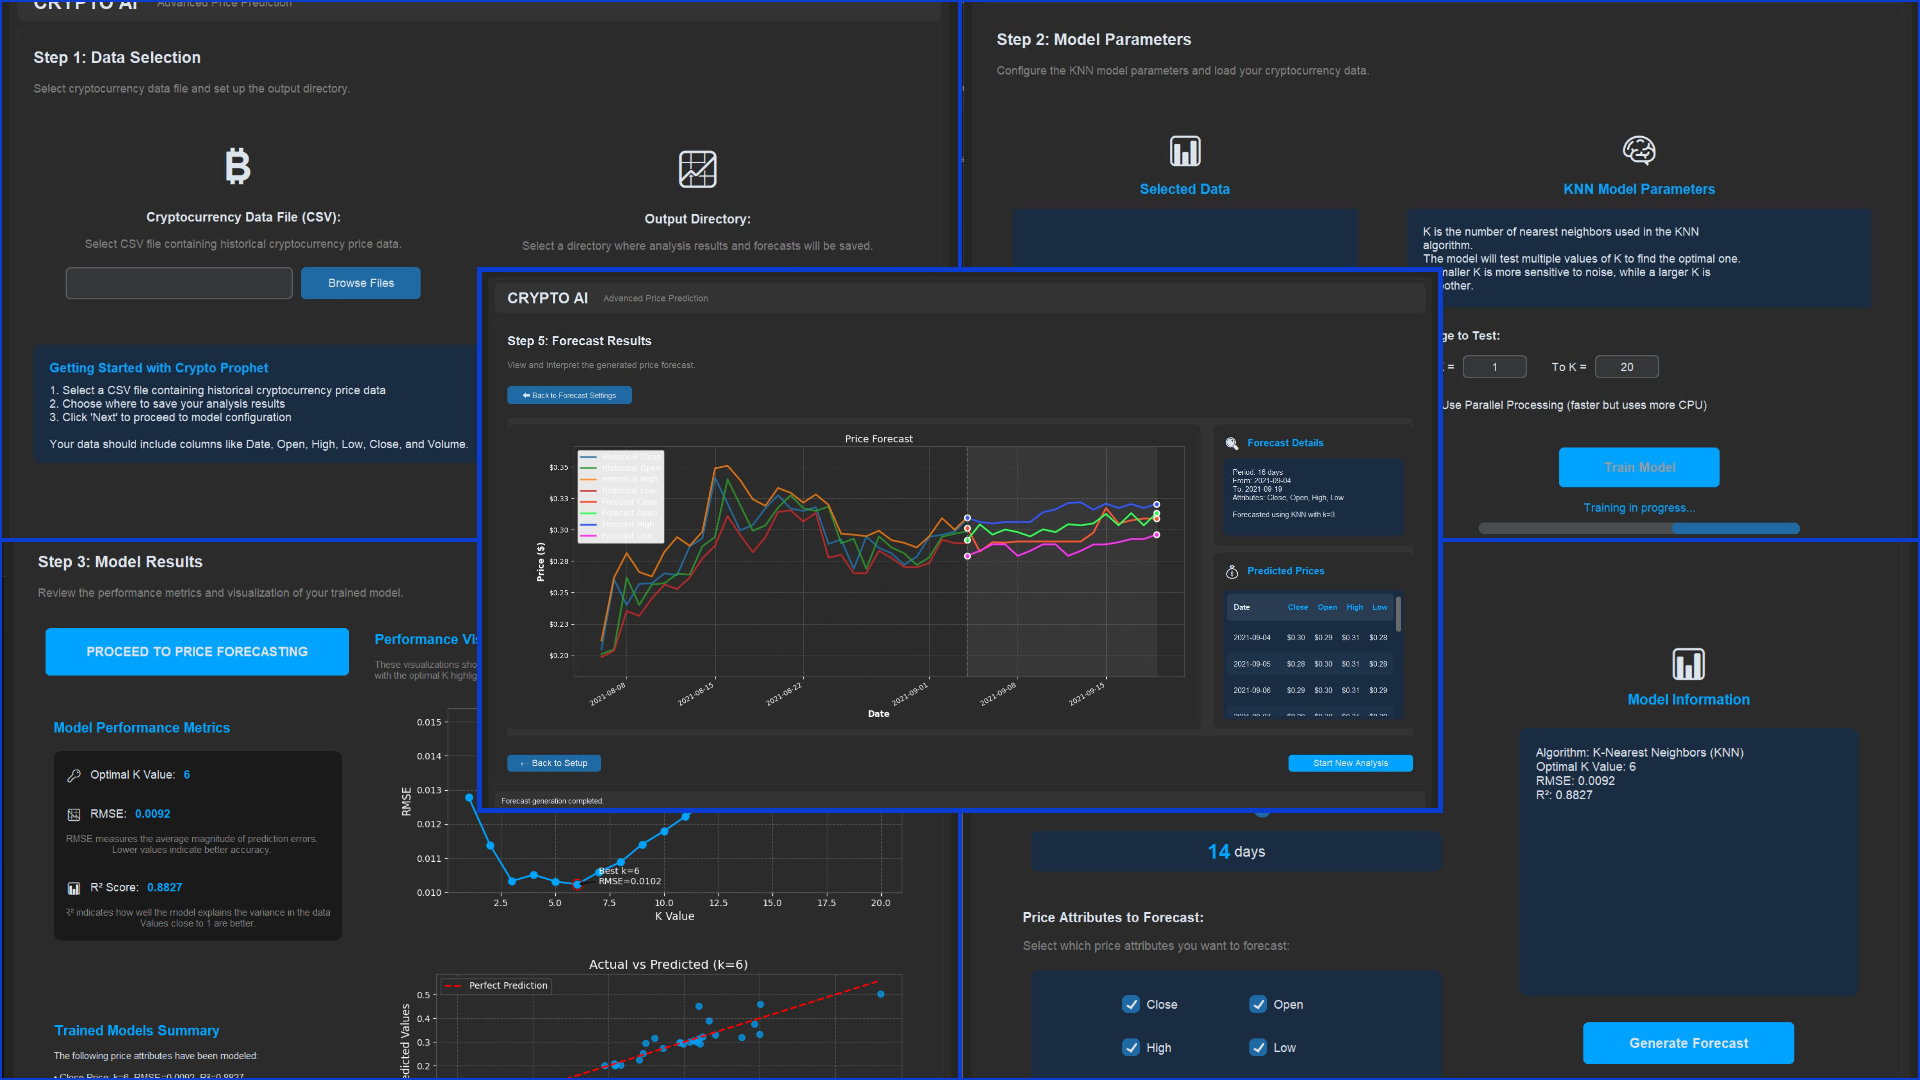 CRYPTO AI Advanced Price Prediction
Step 1: Data Selection
Select cryptocurrency data file and set up the output directory.
Cryptocurrency Data File (CSV):
Select CSV file containing historical cryptocurrency price data.
Browse Files
Output Directory:
Select a directory where analysis results and forecasts will be saved.
Getting Started with Crypto Prophet
1. Select a CSV file containing historical cryptocurrency price data
2. Choose where to save your analysis results
3. Click 'Next' to proceed to model configuration
Your data should include columns like Date, Open, High, Low, Close, and Volume.
Step 2: Model Parameters
Configure the KNN model parameters and load your cryptocurrency data.
Selected Data
KNN Model Parameters
K is the number of nearest neighbors used in the KNN
algorithm.
The model will test multiple values of K to find the optimal one.
maller K is more sensitive to noise, while a larger K is
other.
ge to Test:
= 1 To K = 20
Use Parallel Processing (faster but uses more CPU)
Train Model
Training in progress...
CRYPTO AI Advanced Price Prediction
Step 5: Forecast Results
View and interpret the generated price forecast.
Back to Forecast Settings
Price Forecast
Historical Open
Historical High
Historical Low
Forecast Close
Forecast Open
Forecast High
Forecast Low
$0.35
$0.33
$0.30
$0.28
$0.25
$0.23
$0.20
Price ($)
2021-08-08
2021-08-15
2021-08-22
2021-09-01
2021-09-08
2021-09-15
Date
Forecast Details
Period: 16 days
From: 2021-09-04
To: 2021-09-19
Attributes: Close, Open, High, Low
Forecasted using KNN with k=3
Predicted Prices
Date Close Open High Low
2021-09-04 $0.30 $0.29 $0.31 $0.28
2021-09-05 $0.28 $0.30 $0.31 $0.28
2021-09-06 $0.29 $0.30 $0.31 $0.29
← Back to Setup
Start New Analysis
Forecast generation completed.
Step 3: Model Results
Review the performance metrics and visualization of your trained model.
PROCEED TO PRICE FORECASTING
Performance Vi
These visualizations sho
with the optimal K highlig
Model Performance Metrics
Optimal K Value: 6
RMSE: 0.0092
RMSE measures the average magnitude of prediction errors.
Lower values indicate better accuracy.
R² Score: 0.8827
R² indicates how well the model explains the variance in the data
Values close to 1 are better.
Trained Models Summary
The following price attributes have been modeled:
• Close Price: k=6, RMSE=0.0092, R²=0.8827
0.015
0.014
0.013
0.012
0.011
0.010
RMSE
Best k=6
RMSE=0.0102
2.5 5.0 7.5 10.0 12.5 15.0 17.5 20.0
K Value
Actual vs Predicted (k=6)
Perfect Prediction
0.5
0.4
0.3
0.2
edicted Values
14 days
Price Attributes to Forecast:
Select which price attributes you want to forecast:
Close Open
High Low
Model Information
Algorithm: K-Nearest Neighbors (KNN)
Optimal K Value: 6
RMSE: 0.0092
R²: 0.8827
Generate Forecast